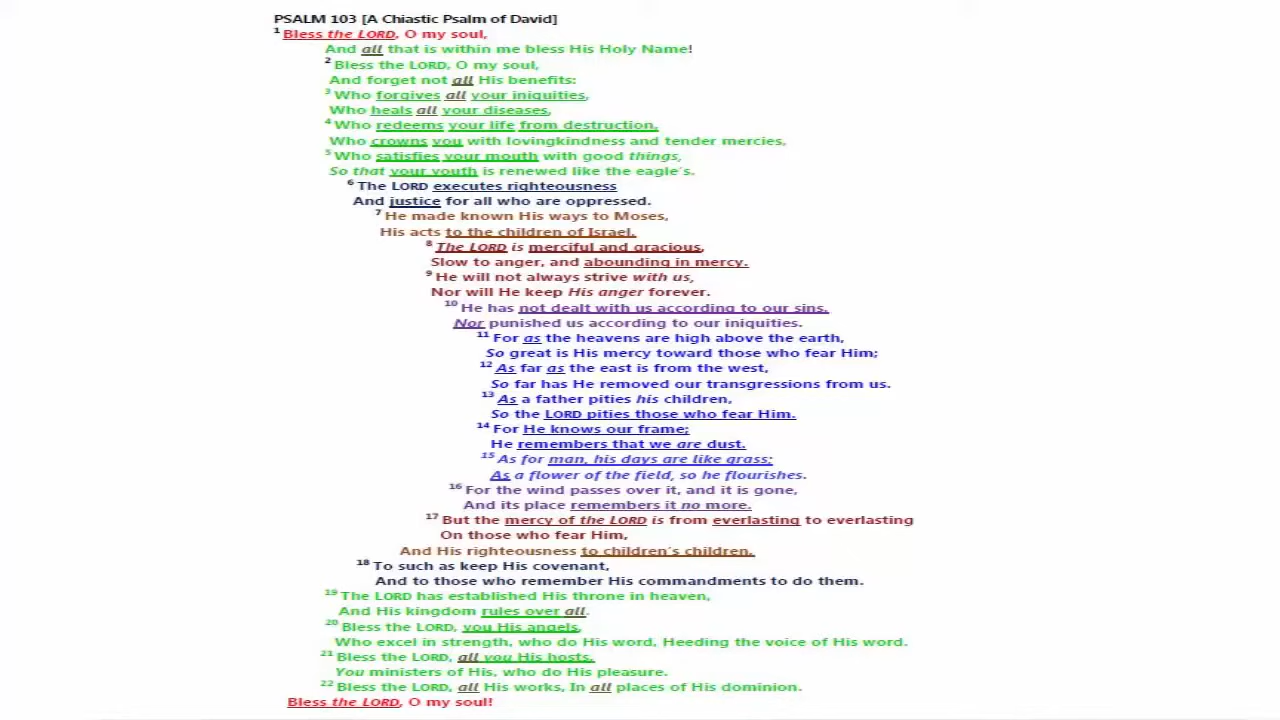 PSALM 103 [A Chiastic Psalm of David]
1 Bless the LORD, O my soul,
And all that is within me bless His Holy Name!
2 Bless the LORD, O my soul,
And forget not all His benefits:
3 Who forgives all your iniquities,
Who heals all your diseases,
4 Who redeems your life from destruction,
Who crowns you with lovingkindness and tender mercies,
5 Who satisfies your mouth with good things,
So that your youth is renewed like the eagle's.
6 The LORD executes righteousness
And justice for all who are oppressed.
7 He made known His ways to Moses,
His acts to the children of Israel.
8 The LORD is merciful and gracious,
Slow to anger, and abounding in mercy.
9 He will not always strive with us,
Nor will He keep His anger forever.
10 He has not dealt with us according to our sins,
Nor punished us according to our iniquities.
11 For as the heavens are high above the earth,
So great is His mercy toward those who fear Him;
12 As far as the east is from the west,
So far has He removed our transgressions from us.
13 As a father pities his children,
So the LORD pities those who fear Him.
14 For He knows our frame;
He remembers that we are dust.
15 As for man, his days are like grass;
As a flower of the field, so he flourishes.
16 For the wind passes over it, and it is gone,
And its place remembers it no more.
17 But the mercy of the LORD is from everlasting to everlasting
On those who fear Him,
And His righteousness to children's children,
18 To such as keep His covenant,
And to those who remember His commandments to do them.
19 The LORD has established His throne in heaven,
And His kingdom rules over all.
20 Bless the LORD, you His angels,
Who excel in strength, who do His word, Heeding the voice of His word.
21 Bless the LORD, all you His hosts,
You ministers of His, who do His pleasure.
22 Bless the LORD, all His works, In all places of His dominion.
Bless the LORD, O my soul!